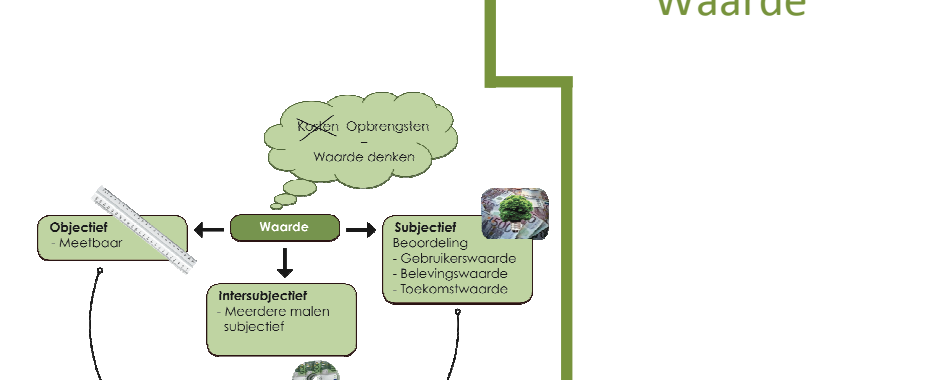 Waarde
Kosten Opbrengsten
–
Waarde denken
Objectief
- Meetbaar
Waarde
Subjectief
Beoordeling
- Gebruikerswaarde
- Belevingswaarde
- Toekomstwaarde
Intersubjectief
- Meerdere malen
subjectief